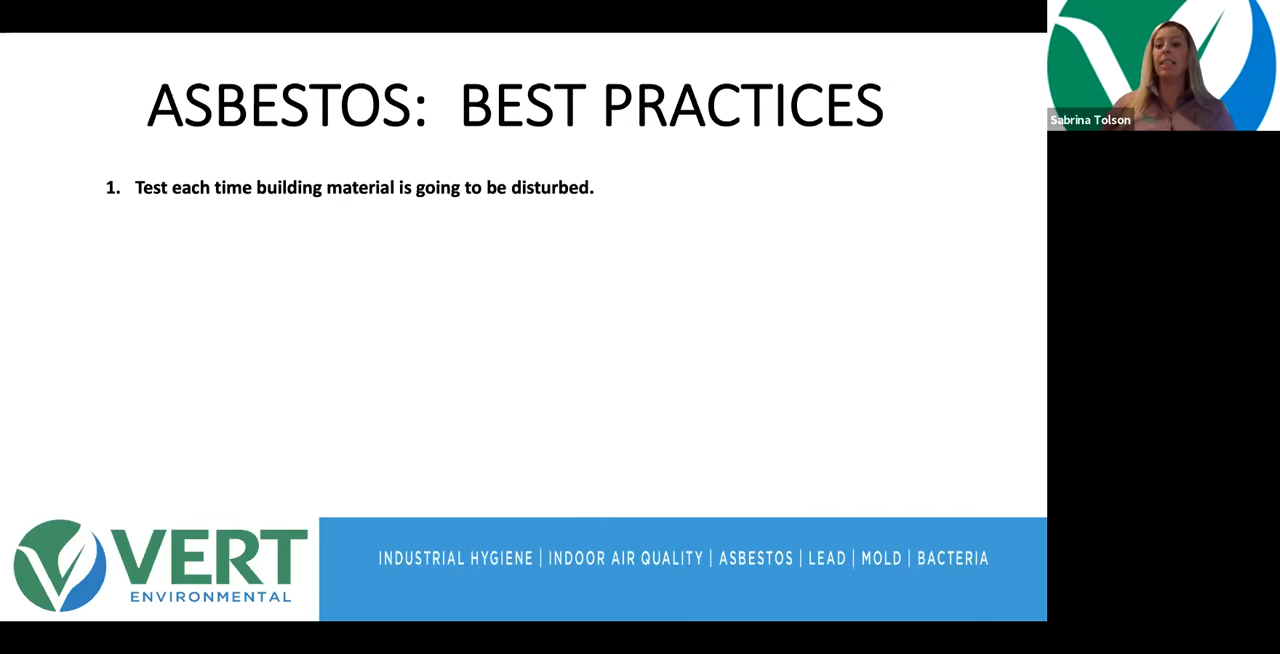 ASBESTOS: BEST PRACTICES
Sabrina Tolson
1. Test each time building material is going to be disturbed.
VERT
ENVIRONMENTAL
INDUSTRIAL HYGIENE | INDOOR AIR QUALITY | ASBESTOS | LEAD | MOLD | BACTERIA